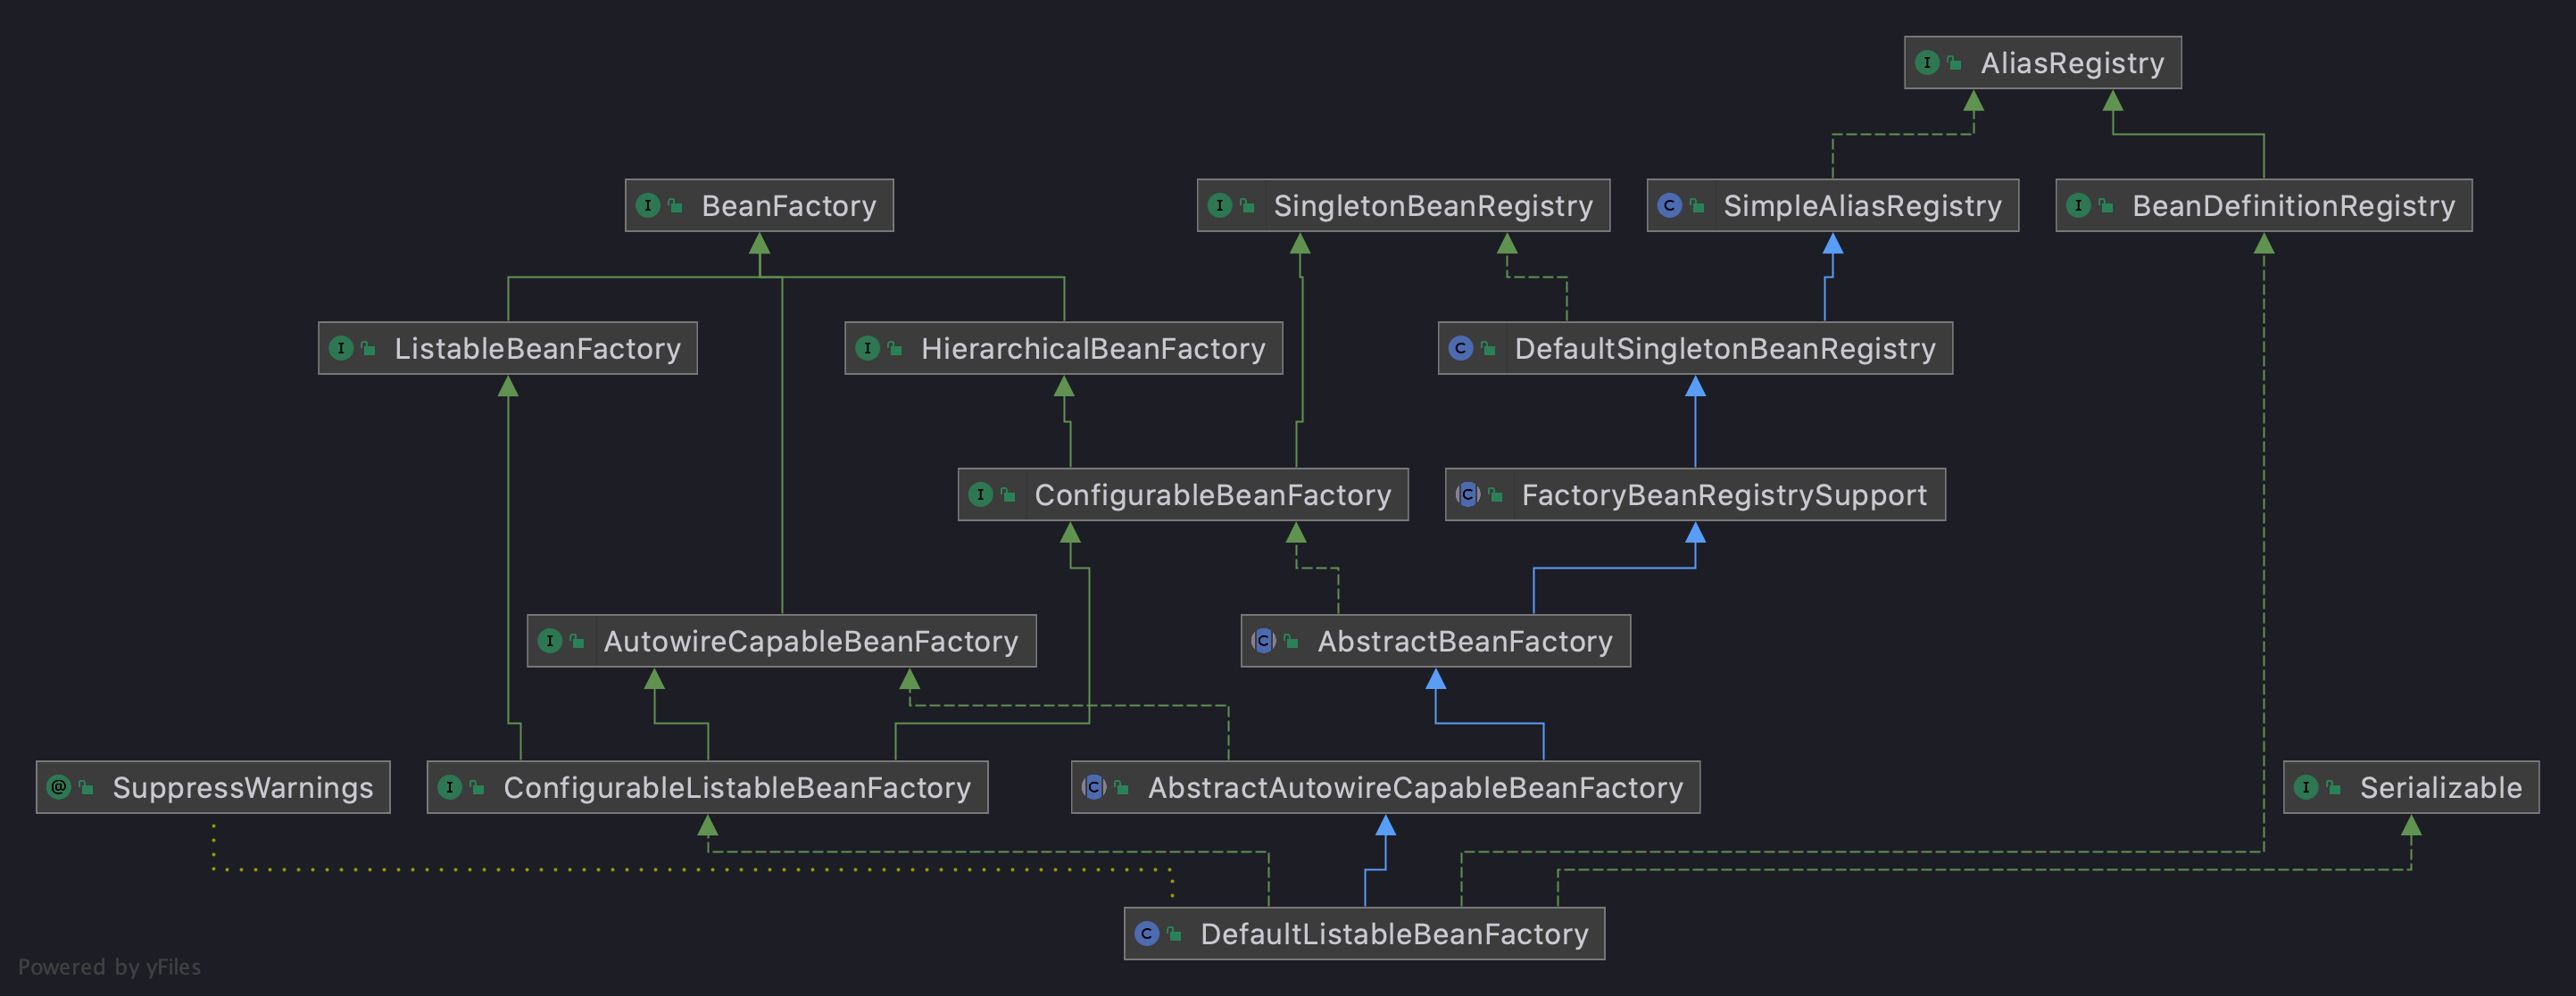 AliasRegistry
BeanFactory
SingletonBeanRegistry
SimpleAliasRegistry
BeanDefinitionRegistry
ListableBeanFactory
HierarchicalBeanFactory
DefaultSingletonBeanRegistry
ConfigurableBeanFactory
FactoryBeanRegistrySupport
AutowireCapableBeanFactory
AbstractBeanFactory
SuppressWarnings
ConfigurableListableBeanFactory
AbstractAutowireCapableBeanFactory
Serializable
DefaultListableBeanFactory
Powered by yFiles